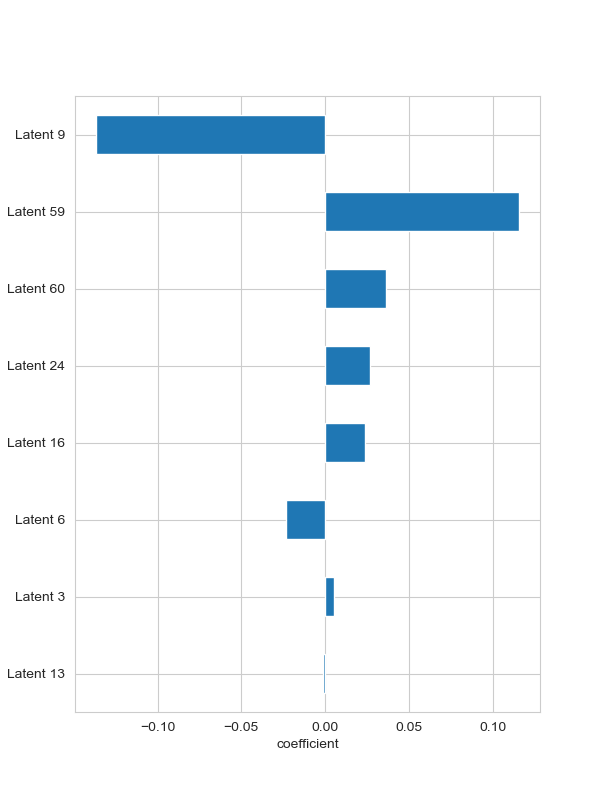 Latent 9
Latent 59
Latent 60
Latent 24
Latent 16
Latent 6
Latent 3
Latent 13
−0.10 −0.05 0.00 0.05 0.10
coefficient